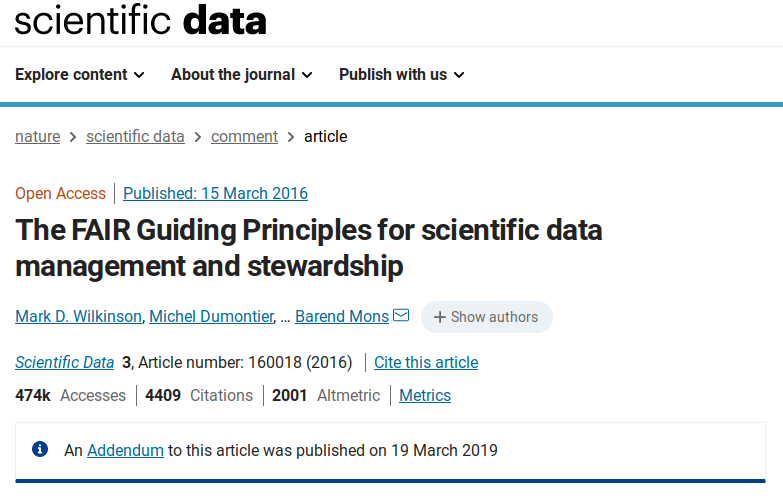 scientific data
Explore content About the journal Publish with us
nature > scientific data > comment > article
Open Access | Published: 15 March 2016
The FAIR Guiding Principles for scientific data
management and stewardship
Mark D. Wilkinson, Michel Dumontier, ... Barend Mons + Show authors
Scientific Data 3, Article number: 160018 (2016) | Cite this article
474k Accesses | 4409 Citations | 2001 Altmetric | Metrics
An Addendum to this article was published on 19 March 2019